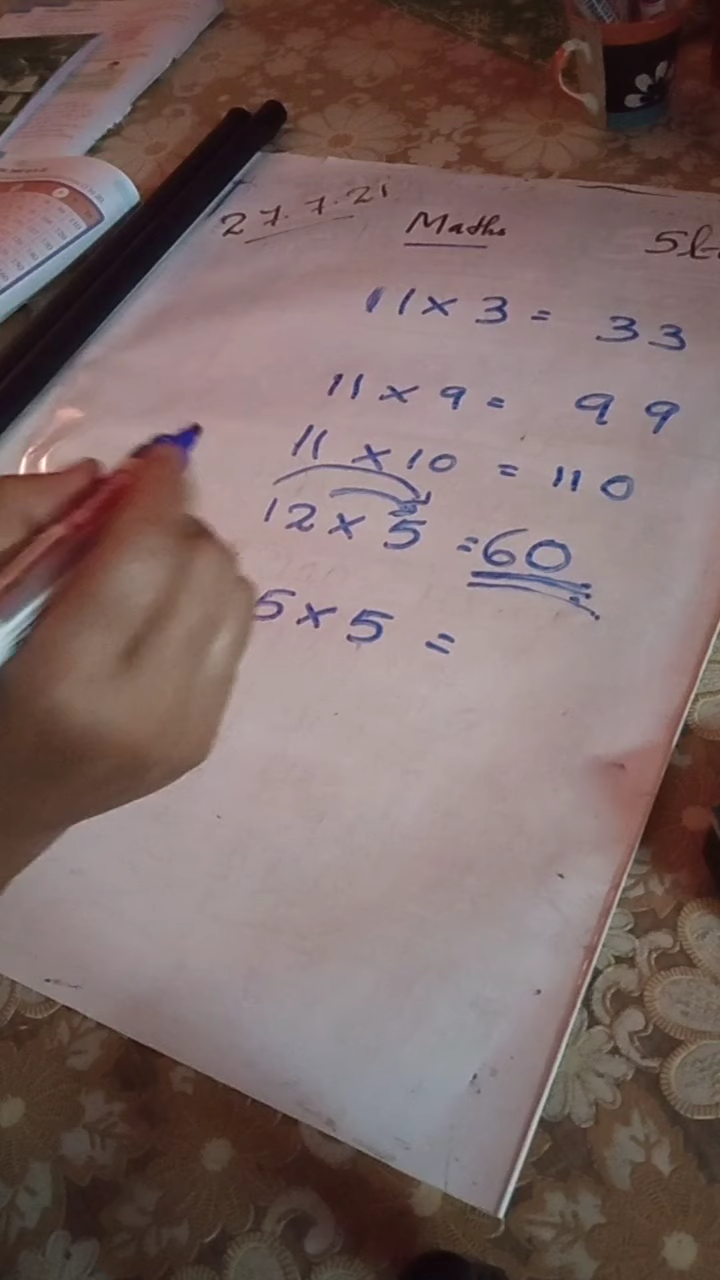 27.7.21 Maths
11 × 3 = 33
11 × 9 = 99
11 × 10 = 110
12 × 5 = 60
5 × 5 =